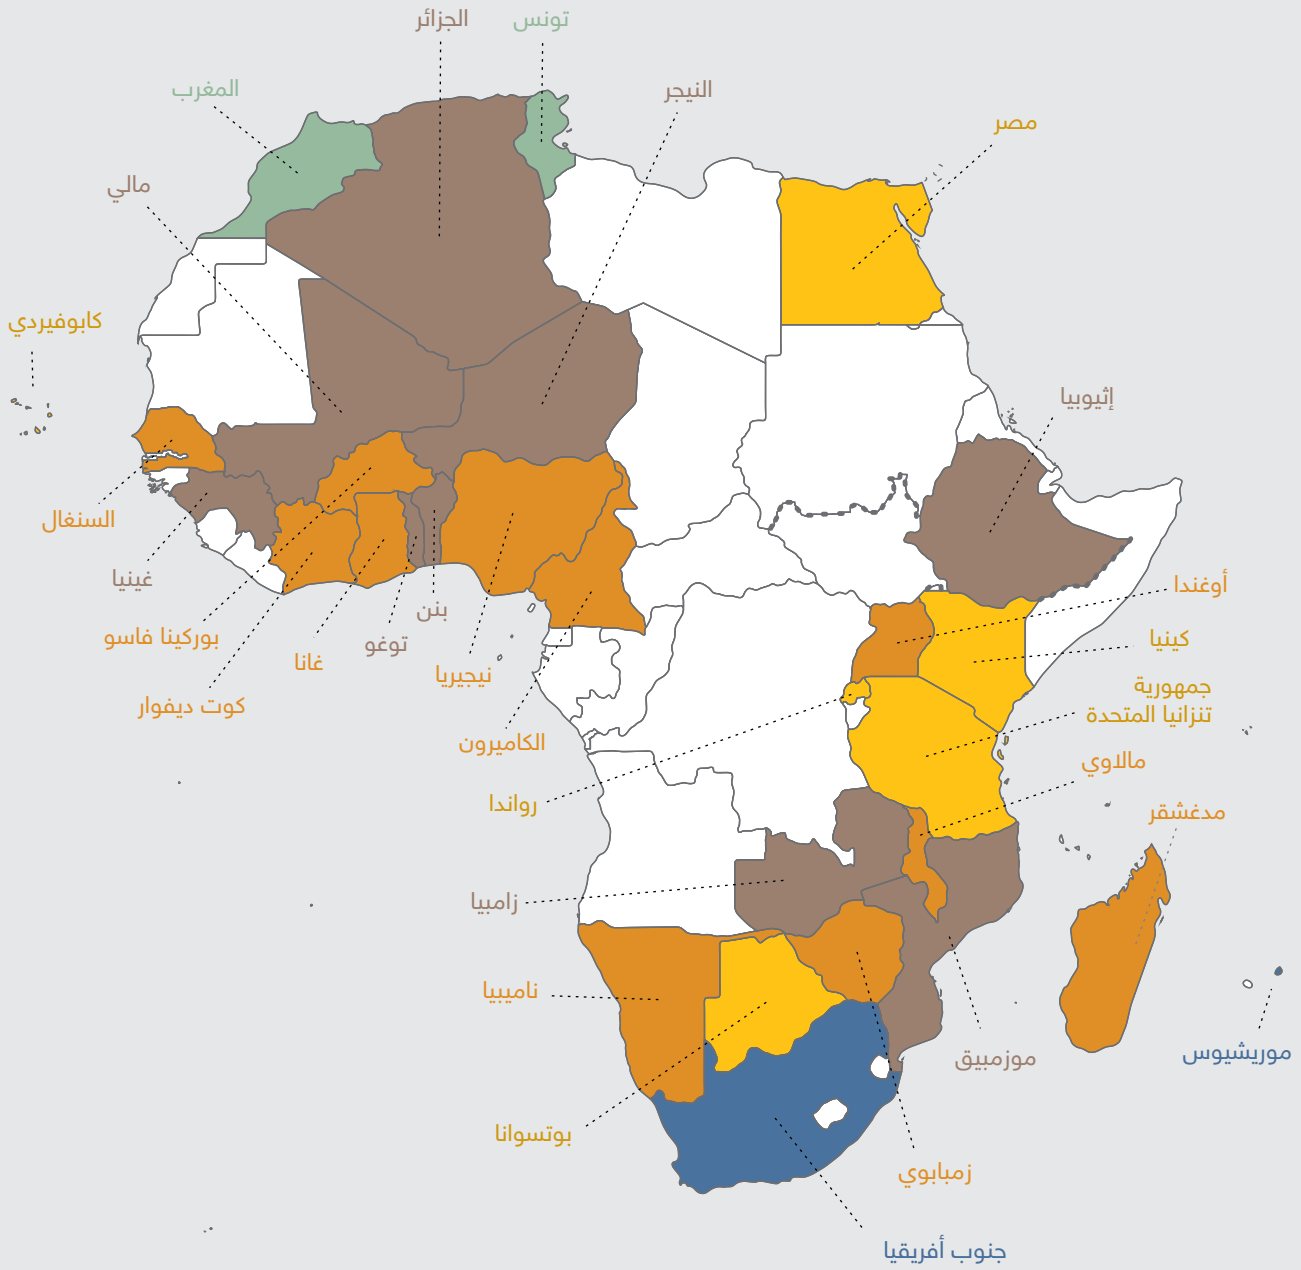 الجزائر
تونس
المغرب
النيجر
مصر
مالي
كابوفيردي
إثيوبيا
السنغال
غينيا
أوغندا
بنن
بوركينا فاسو
كينيا
توغو
غانا
نيجيريا
جمهورية
تنزانيا المتحدة
كوت ديفوار
الكاميرون
مالاوي
رواندا
مدغشقر
زامبيا
ناميبيا
موريشيوس
موزمبيق
بوتسوانا
زمبابوي
جنوب أفريقيا